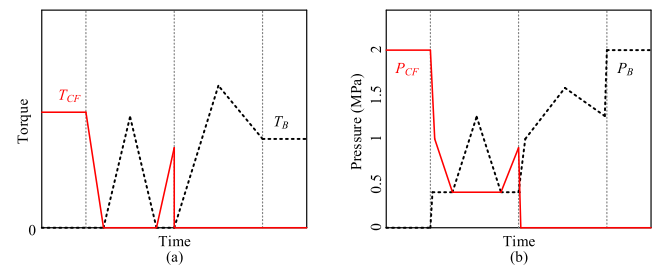 T_CF
T_B
Torque
0
Time
(a)
P_CF
P_B
Pressure (MPa)
2
1.5
1
0.5
0
Time
(b)